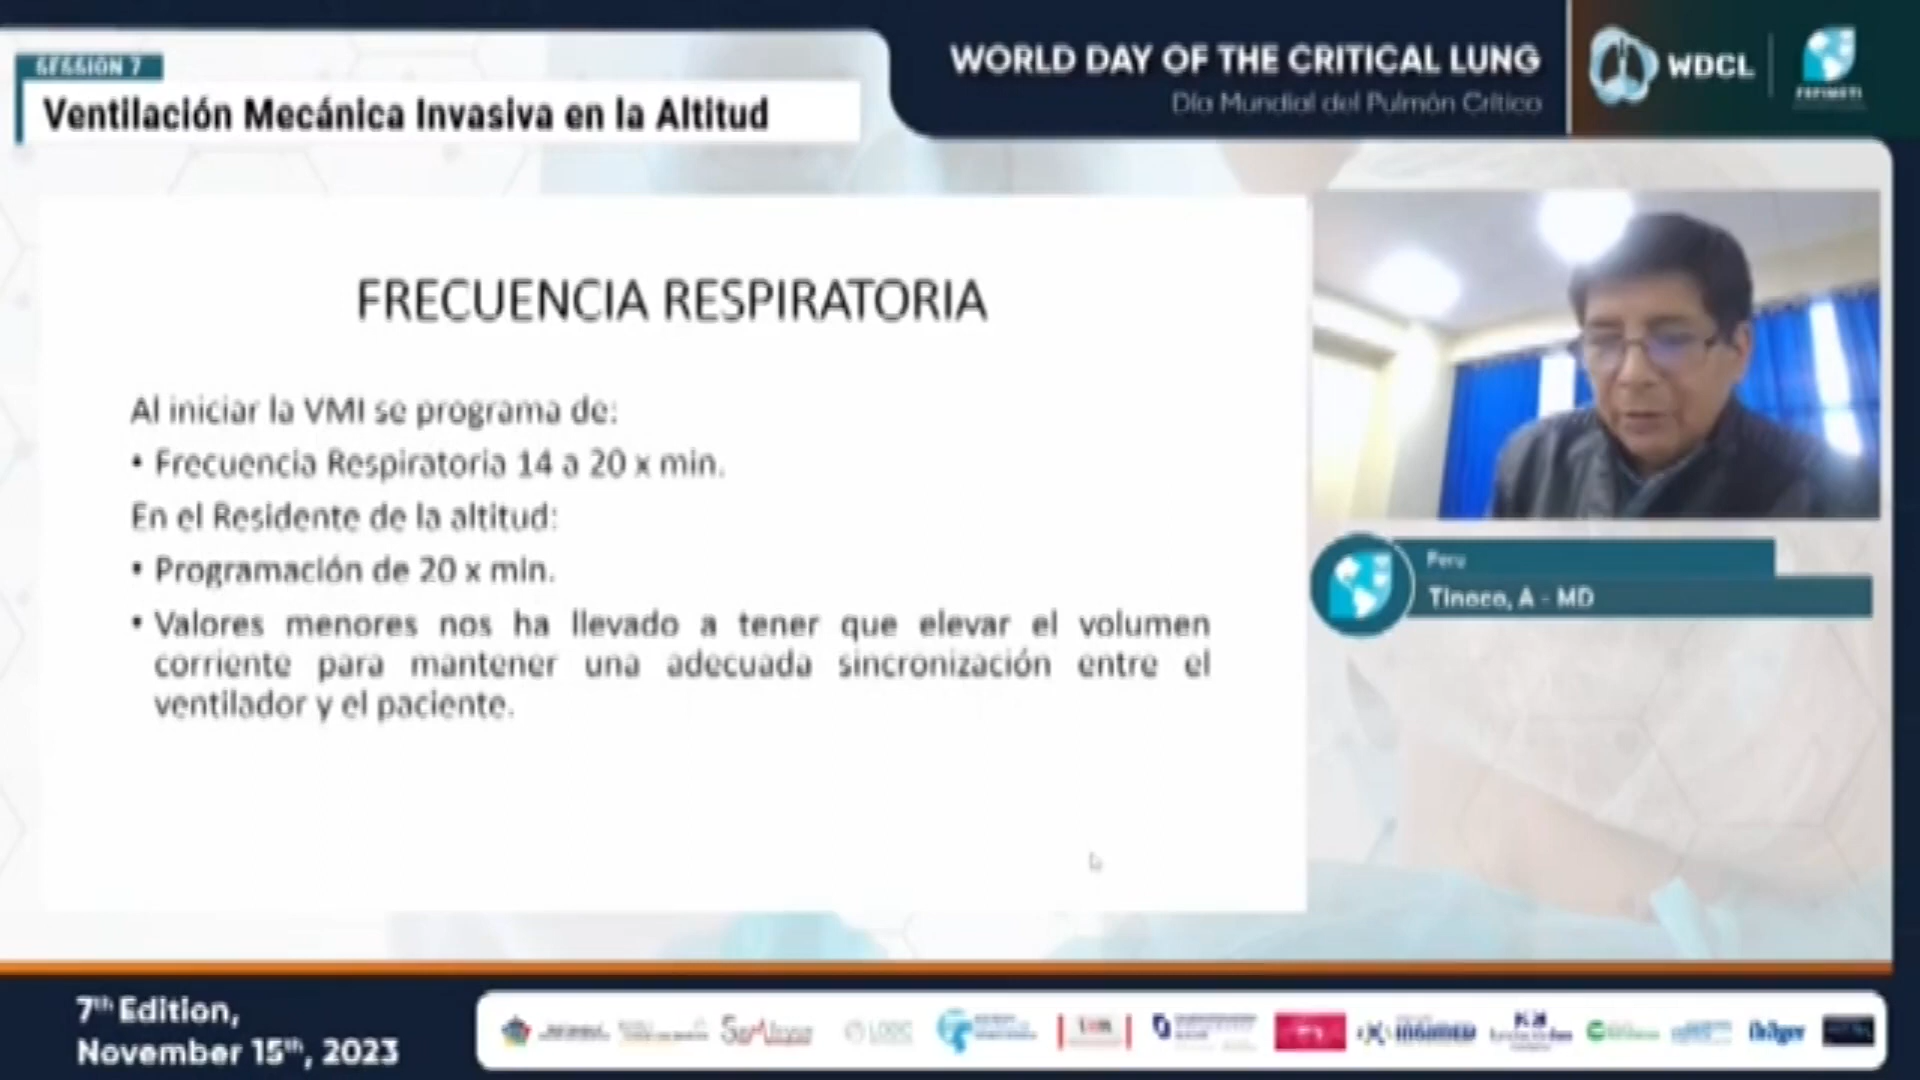 SESSION 7
Ventilación Mecánica Invasiva en la Altitud
WORLD DAY OF THE CRITICAL LUNG
Día Mundial del Pulmón Crítico
WDCL
FRECUENCIA RESPIRATORIA
Al iniciar la VMI se programa de:
• Frecuencia Respiratoria 14 a 20 x min.
En el Residente de la altitud:
• Programación de 20 x min.
• Valores menores nos ha llevado a tener que elevar el volumen
corriente para mantener una adecuada sincronización entre el
ventilador y el paciente.
Peru
Tinoco, A - MD
7th Edition,
November 15th, 2023
Dräger